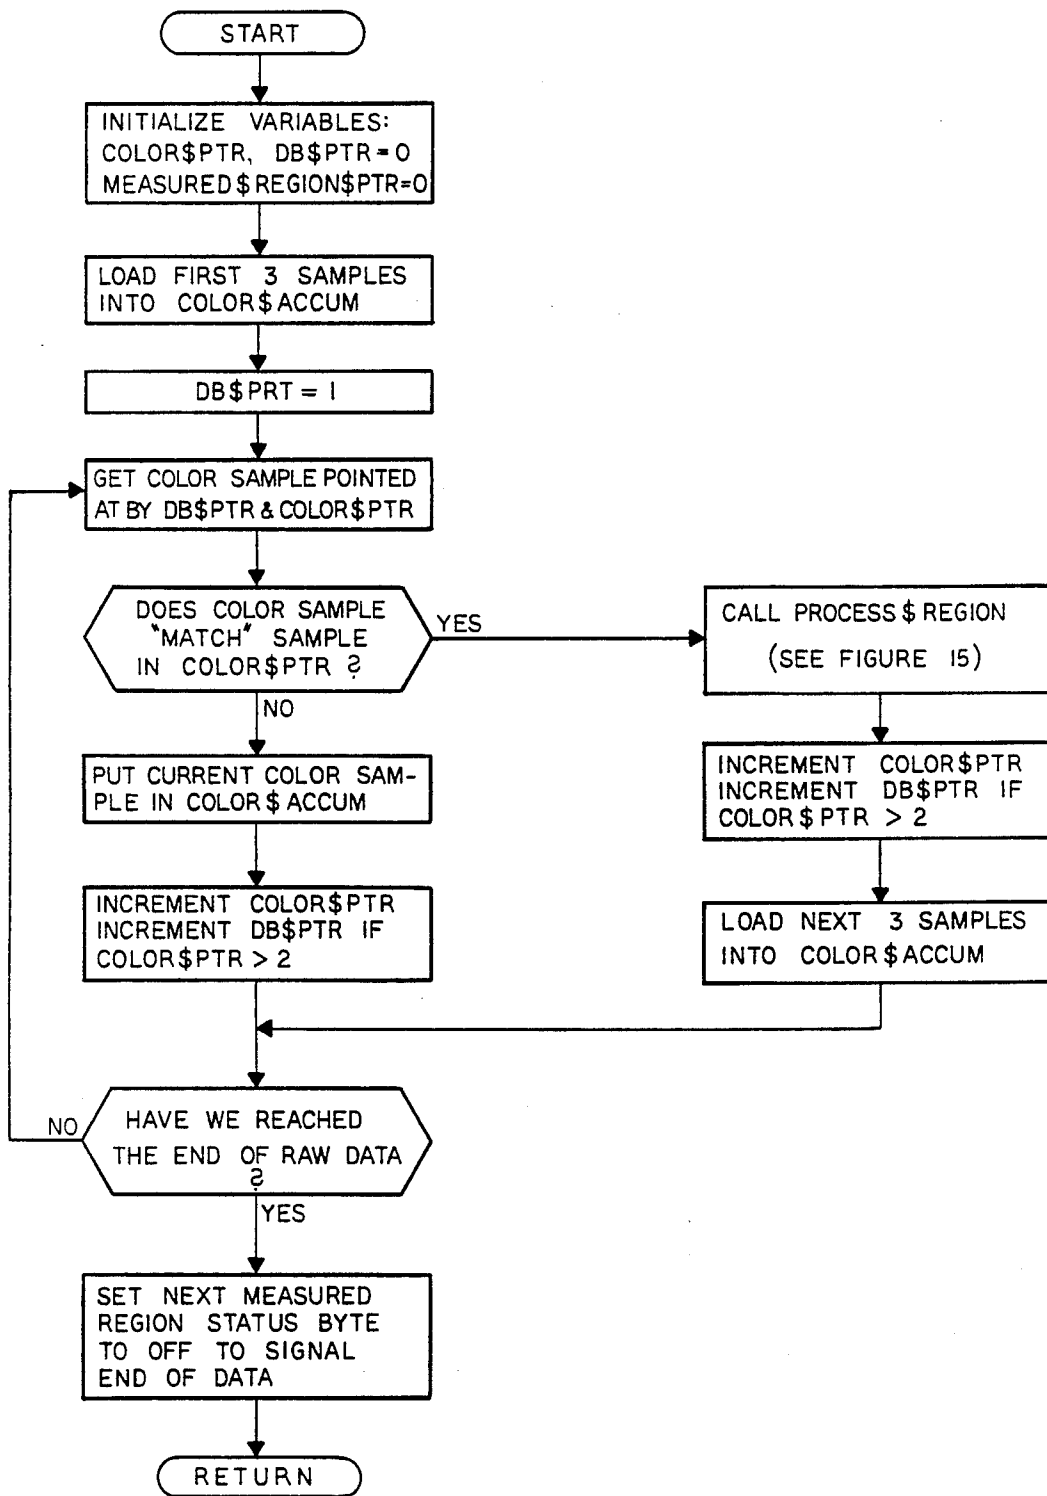 START
INITIALIZE VARIABLES:
COLOR$PTR, DB$PTR=0
MEASURED$REGION$PTR=0
LOAD FIRST 3 SAMPLES
INTO COLOR$ACCUM
DB$PRT = 1
GET COLOR SAMPLE POINTED
AT BY DB$PTR & COLOR$PTR
DOES COLOR SAMPLE
"MATCH" SAMPLE
IN COLOR$PTR ?
YES
NO
CALL PROCESS$REGION
(SEE FIGURE 15)
PUT CURRENT COLOR SAM-
PLE IN COLOR$ACCUM
INCREMENT COLOR$PTR
INCREMENT DB$PTR IF
COLOR$PTR > 2
INCREMENT COLOR$PTR
INCREMENT DB$PTR IF
COLOR$PTR > 2
LOAD NEXT 3 SAMPLES
INTO COLOR$ACCUM
HAVE WE REACHED
THE END OF RAW DATA
?
NO
YES
SET NEXT MEASURED
REGION STATUS BYTE
TO OFF TO SIGNAL
END OF DATA
RETURN